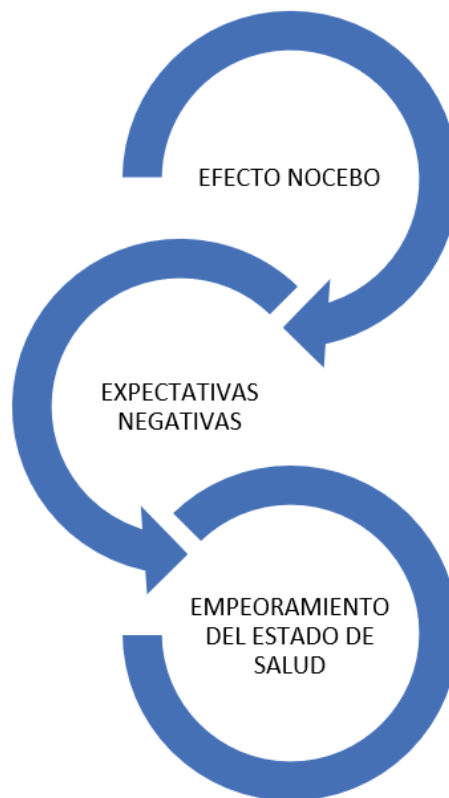 EFECTO NOCEBO
EXPECTATIVAS
NEGATIVAS
EMPEORAMIENTO
DEL ESTADO DE
SALUD